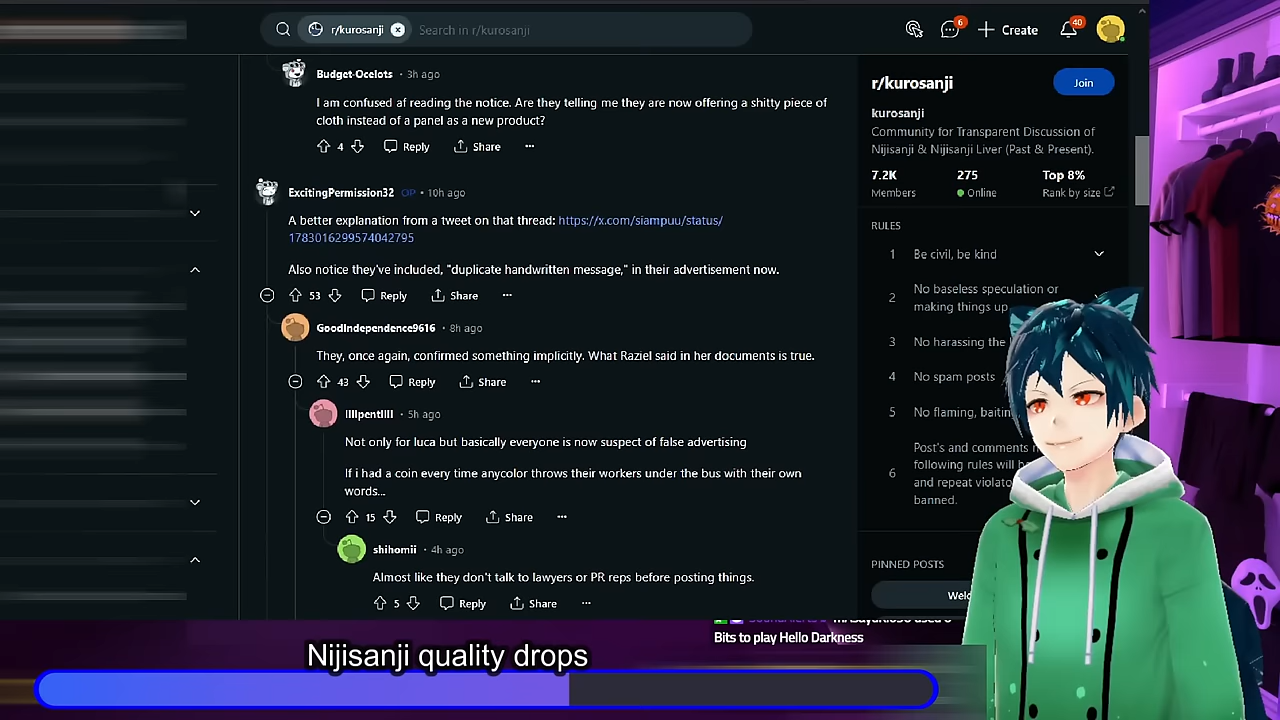 r/kurosanji
Search in r/kurosanji
6
Create
40
Budget-Ocelots • 3h ago
I am confused af reading the notice. Are they telling me they are now offering a shitty piece of
cloth instead of a panel as a new product?
4 Reply Share
ExcitingPermission32 OP • 10h ago
A better explanation from a tweet on that thread: https://x.com/siampuu/status/
1783016299574042795
Also notice they've included, "duplicate handwritten message," in their advertisement now.
53 Reply Share
GoodIndependence9616 • 8h ago
They, once again, confirmed something implicitly. What Raziel said in her documents is true.
43 Reply Share
• 5h ago
Not only for luca but basically everyone is now suspect of false advertising
If i had a coin every time anycolor throws their workers under the bus with their own
words...
15 Reply Share
shihomii • 4h ago
Almost like they don't talk to lawyers or PR reps before posting things.
5 Reply Share
r/kurosanji
Join
kurosanji
Community for Transparent Discussion of
Nijisanji & Nijisanji Liver (Past & Present).
7.2K 275 Top 8%
Members Online Rank by size
RULES
1 Be civil, be kind
2 No baseless speculation or
making things up
3 No harassing the
4 No spam posts
5 No flaming, baitin
6 Post's and comments
following rules will b
and repeat violato
banned.
PINNED POSTS
Welc
Bits to play Hello Darkness
Nijisanji quality drops